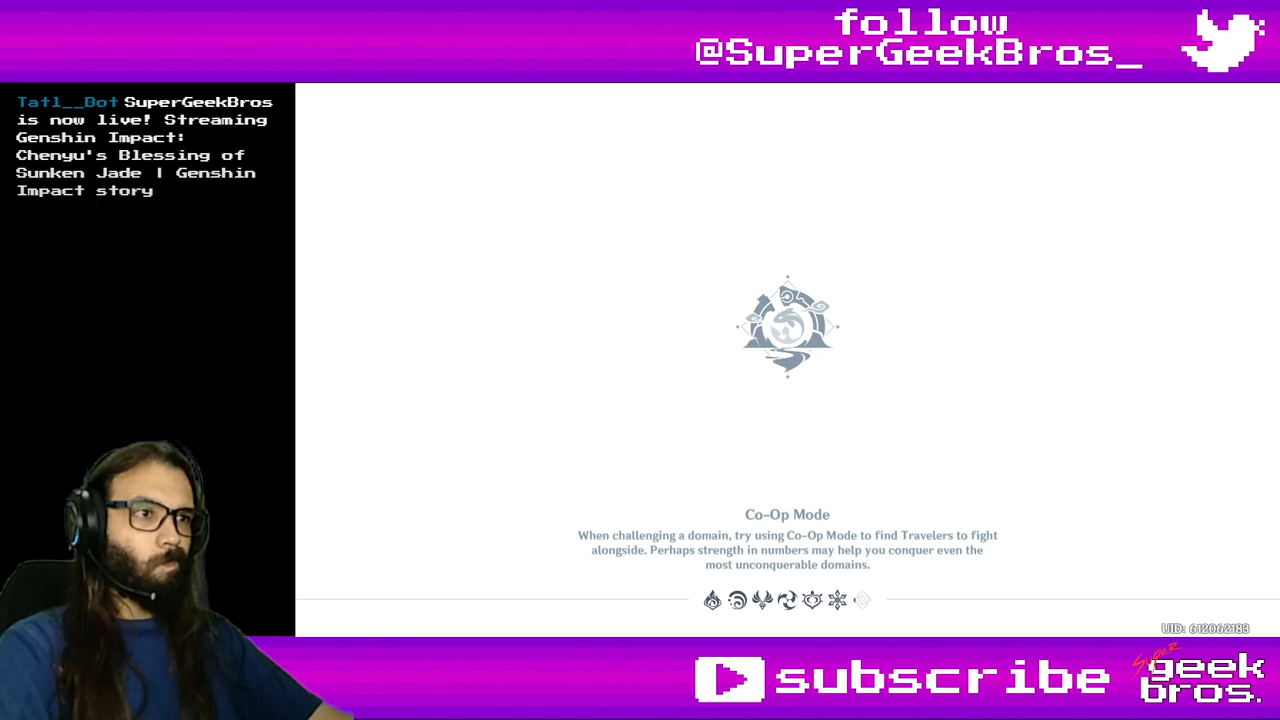 follow
@SuperGeekBros_
Tatl__Bot SuperGeekBros
is now live! Streaming
Genshin Impact:
Chenyu's Blessing of
Sunken Jade | Genshin
Impact story
Co-Op Mode
When challenging a domain, try using Co-Op Mode to find Travelers to fight
alongside. Perhaps strength in numbers may help you conquer even the
most unconquerable domains.
UID: 612062183
subscribe
SUPER
geek
bros.